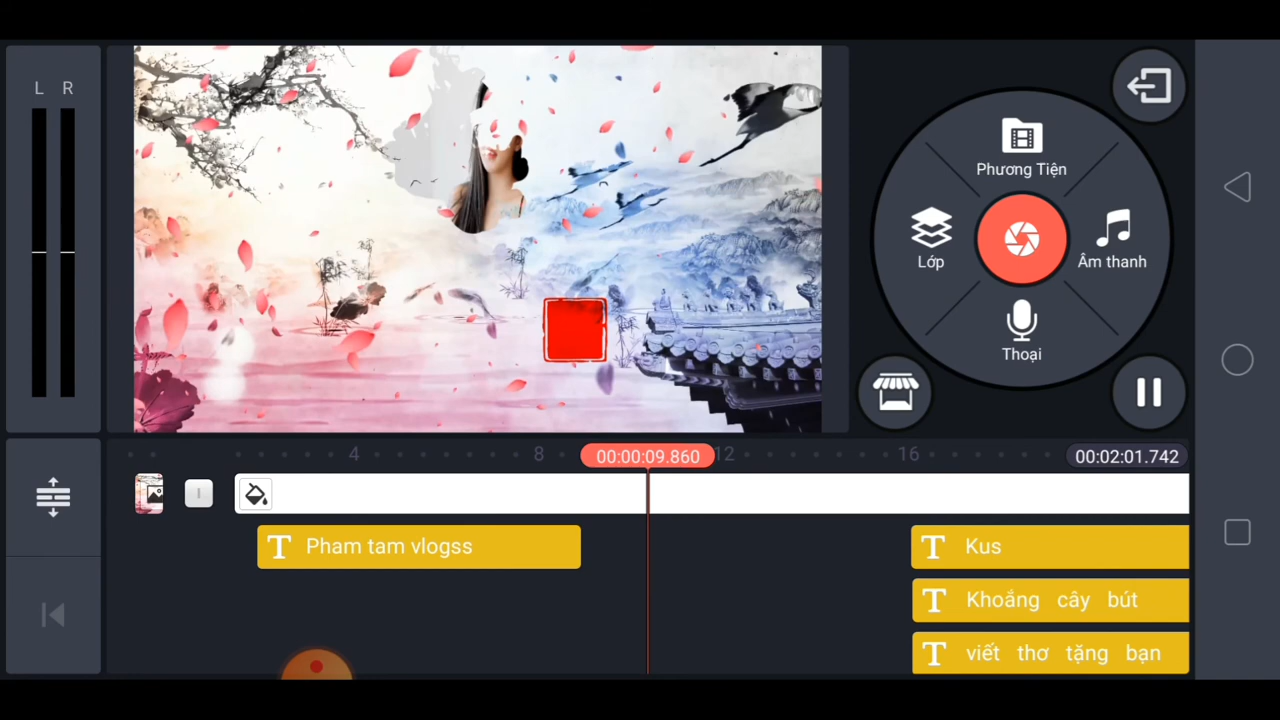 L R
Phương Tiện
Lớp
Âm thanh
Thoại
4 8 00:00:09.860 12 16 00:02:01.742
T Pham tam vlogss
T Kus
T Khoắng cây bút
T viết thơ tặng bạn